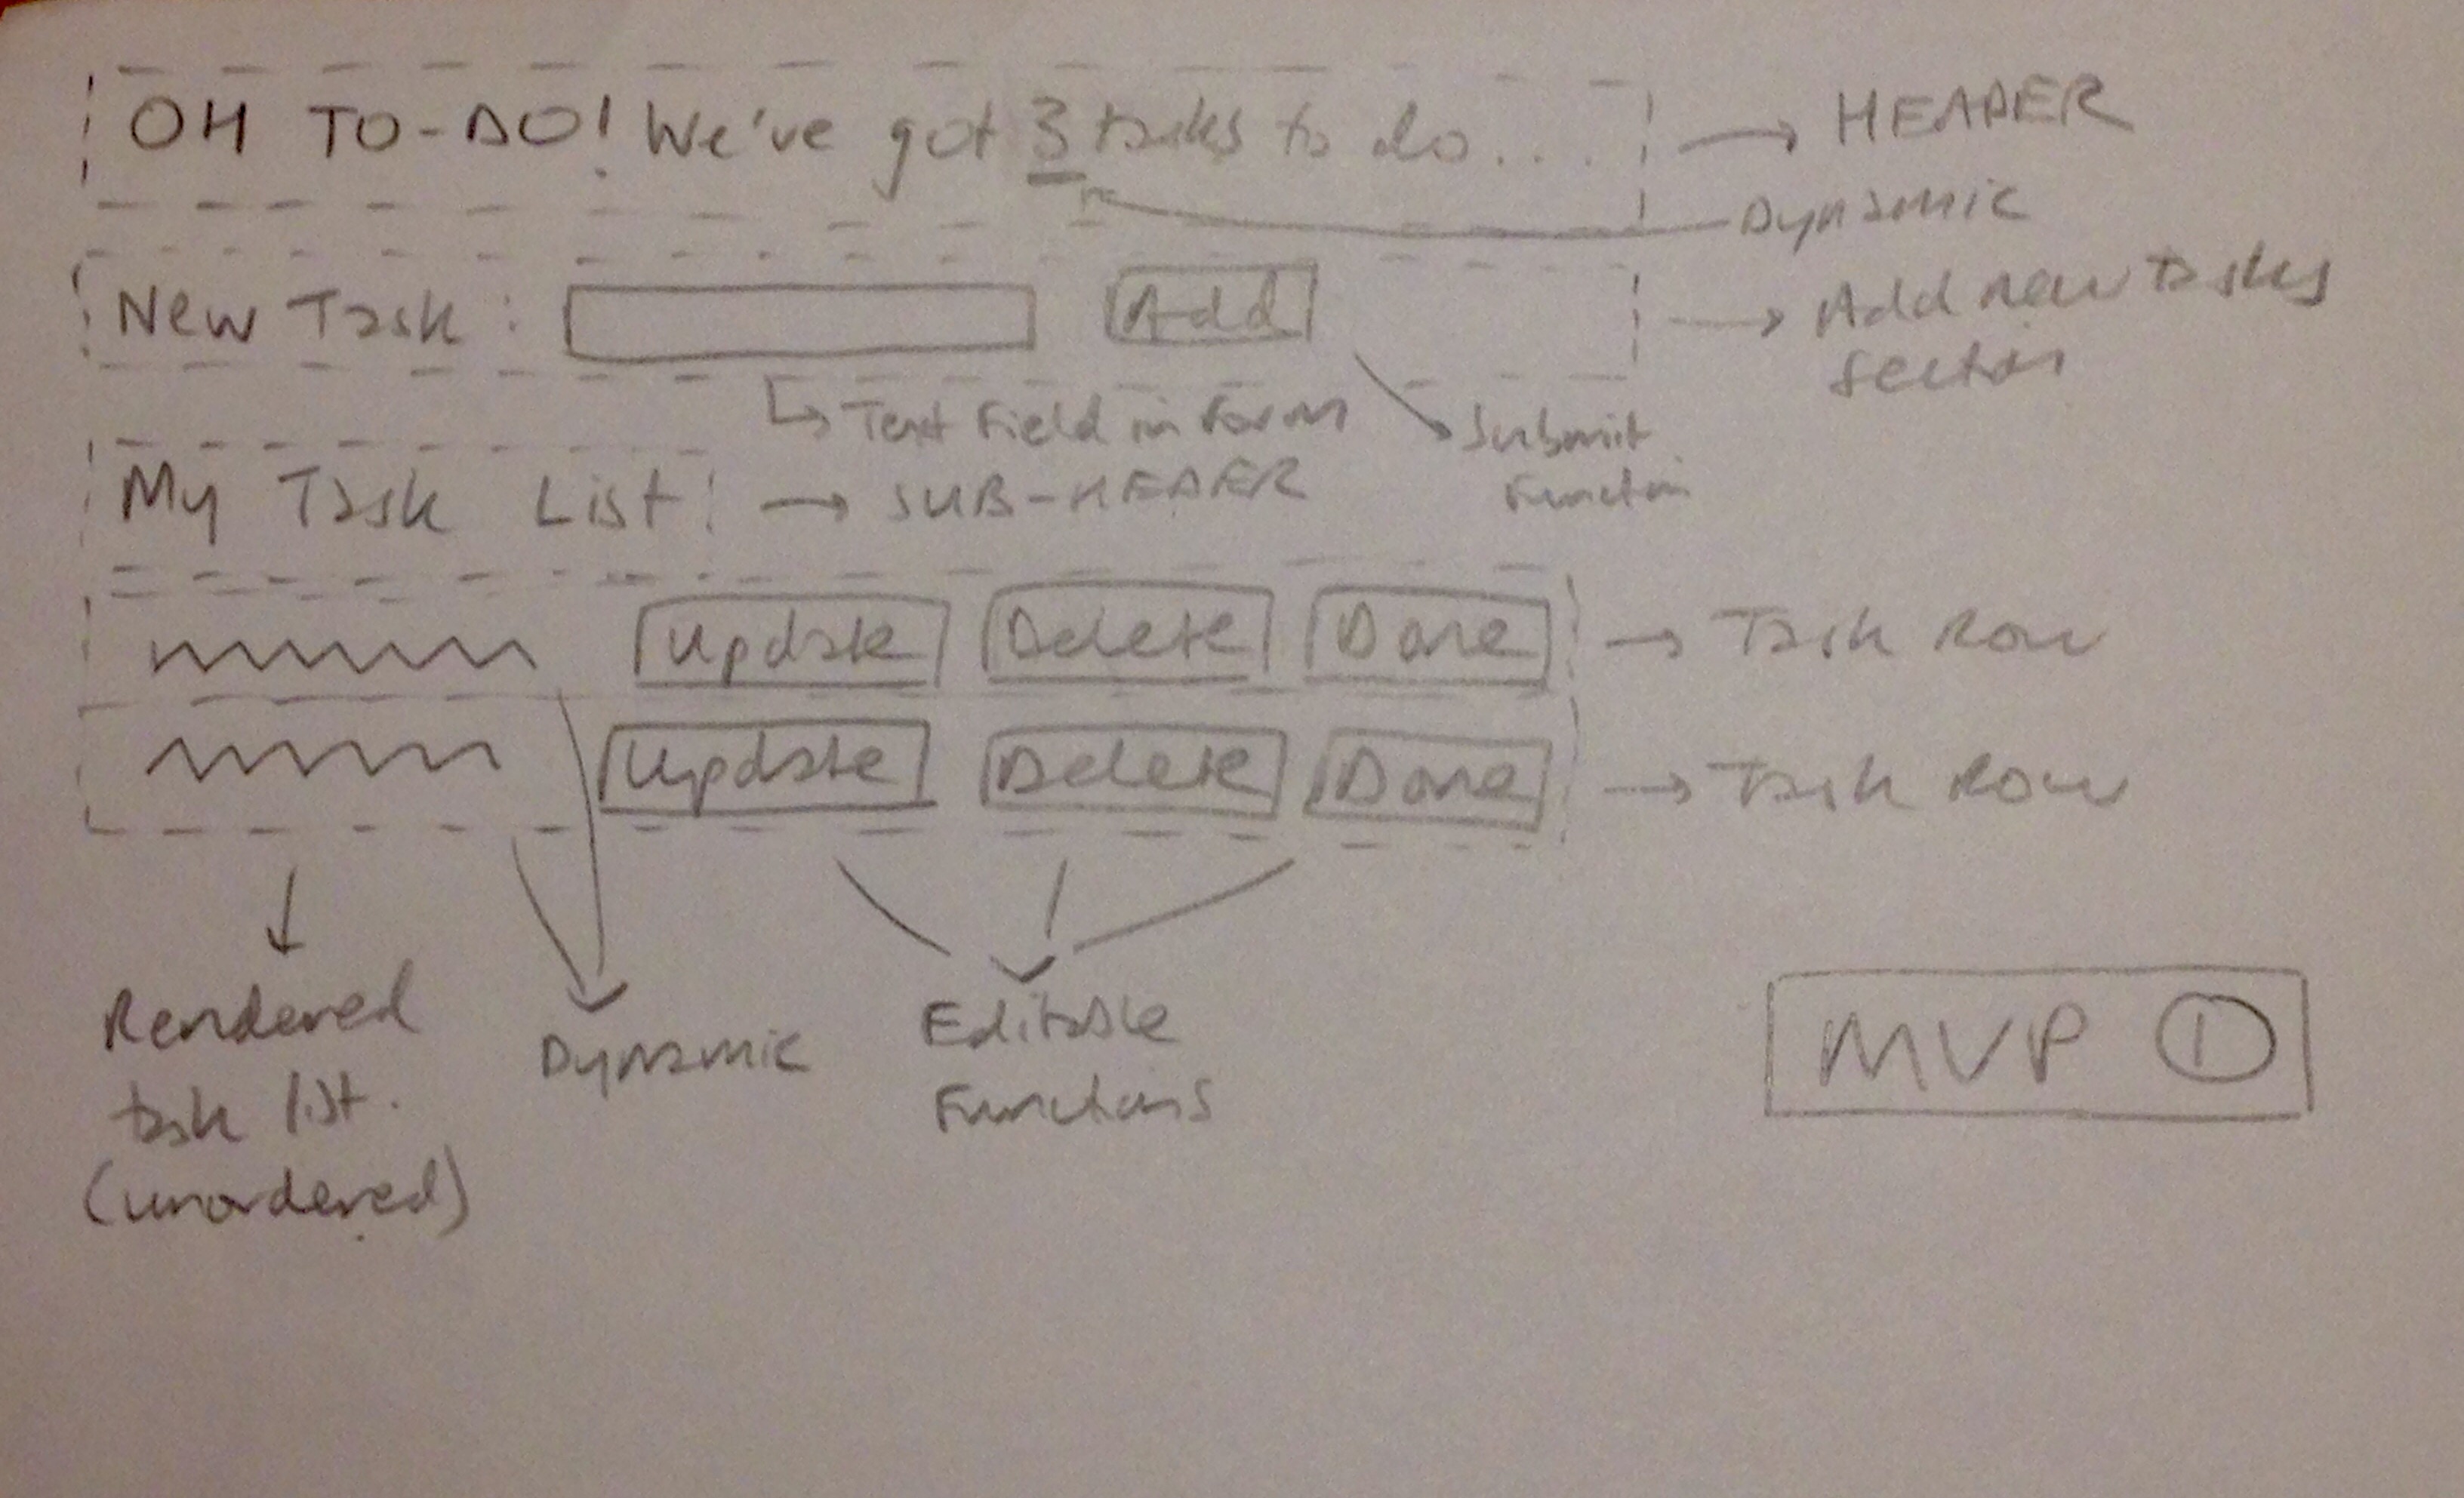 OH TO-DO! We've got 3 tasks to do... → HEADER
Dynamic
New Task: Add → Add new tasks
section
Text Field in Form
Submit
Function
My Task List → SUB-HEADER
Update Delete Done → Task Row
Update Delete Done → Task Row
Rendered
task list.
(unordered)
Dynamic
Editable
Functions
MVP ①